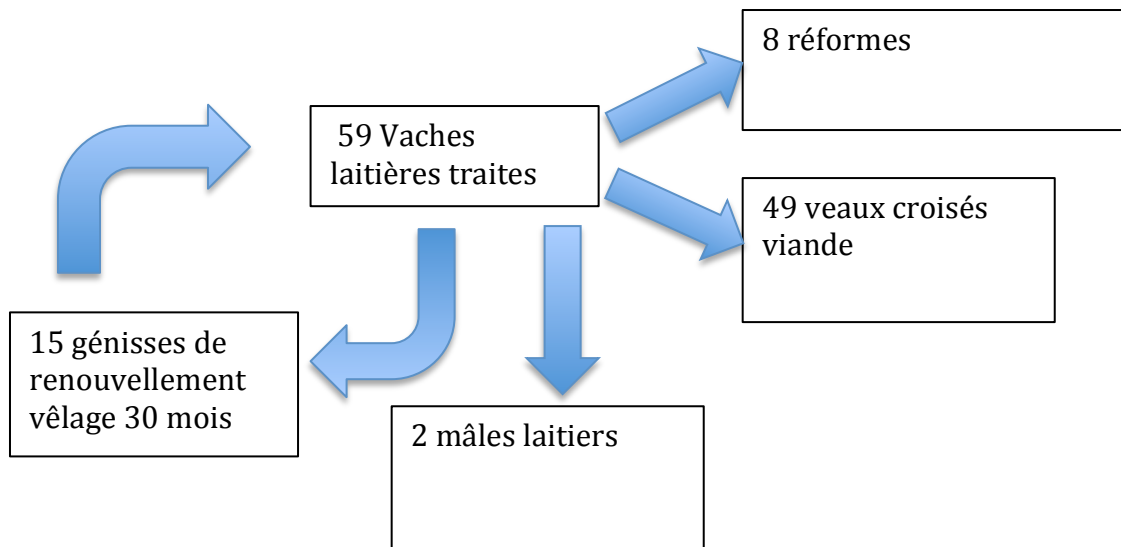 8 réformes
59 Vaches
laitières traites
49 veaux croisés
viande
15 génisses de
renouvellement
vêlage 30 mois
2 mâles laitiers